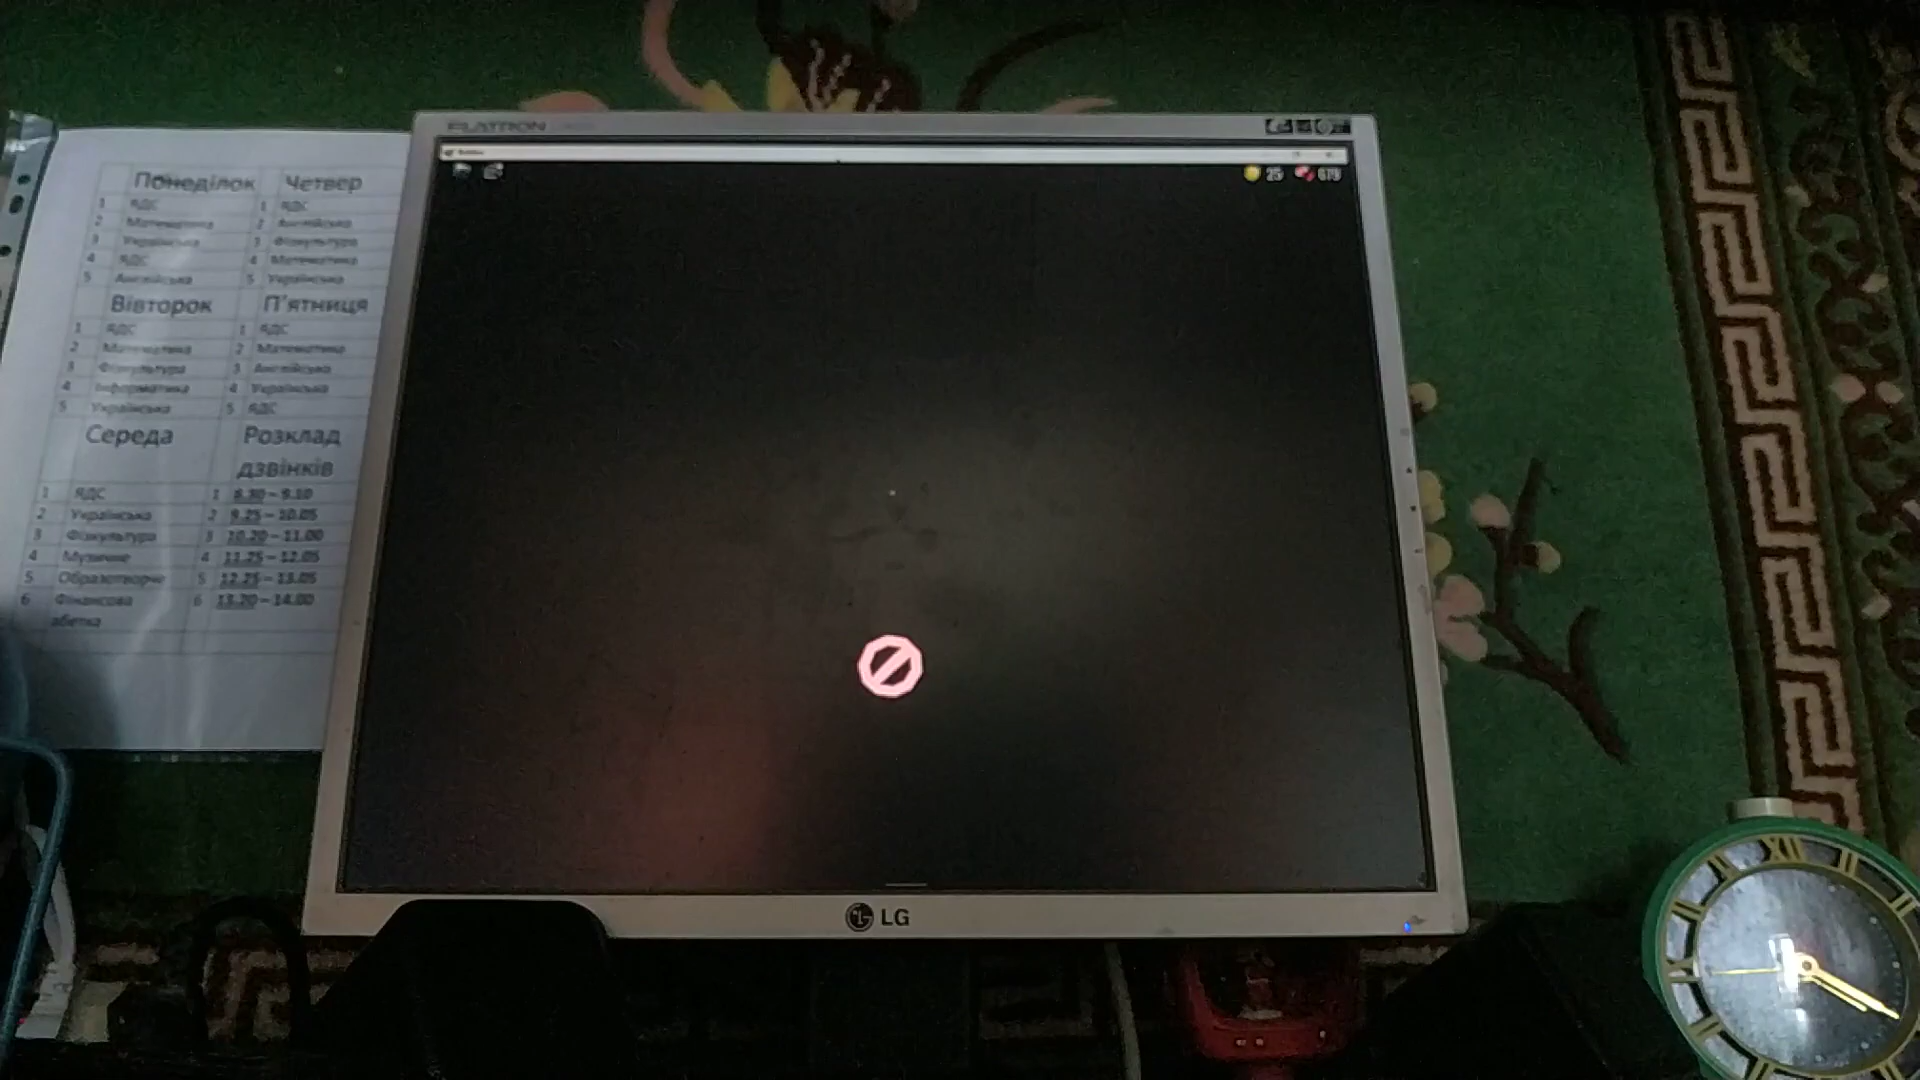 FLATRON
Понеділок
1 ЯДС
2 Математика
3 Українська
4 ЯДС
5 Англійська
Четвер
1 ЯДС
2 Англійська
3 Фізкультура
4 Математика
5 Українська
Вівторок
1 ЯДС
2 Математика
3 Фізкультура
4 Інформатика
5 Українська
П'ятниця
1 ЯДС
2 Математика
3 Англійська
4 Українська
5 ЯДС
Середа
1 ЯДС
2 Українська
3 Фізкультура
4 Музичне
5 Образотворче
6 Фінансова
абетка
Розклад
дзвінків
1 8.30 – 9.10
2 9.25 – 10.05
3 10.20 – 11.00
4 11.25 – 12.05
5 12.25 – 13.05
6 13.20 – 14.00
25 679
LG
XII
I
II